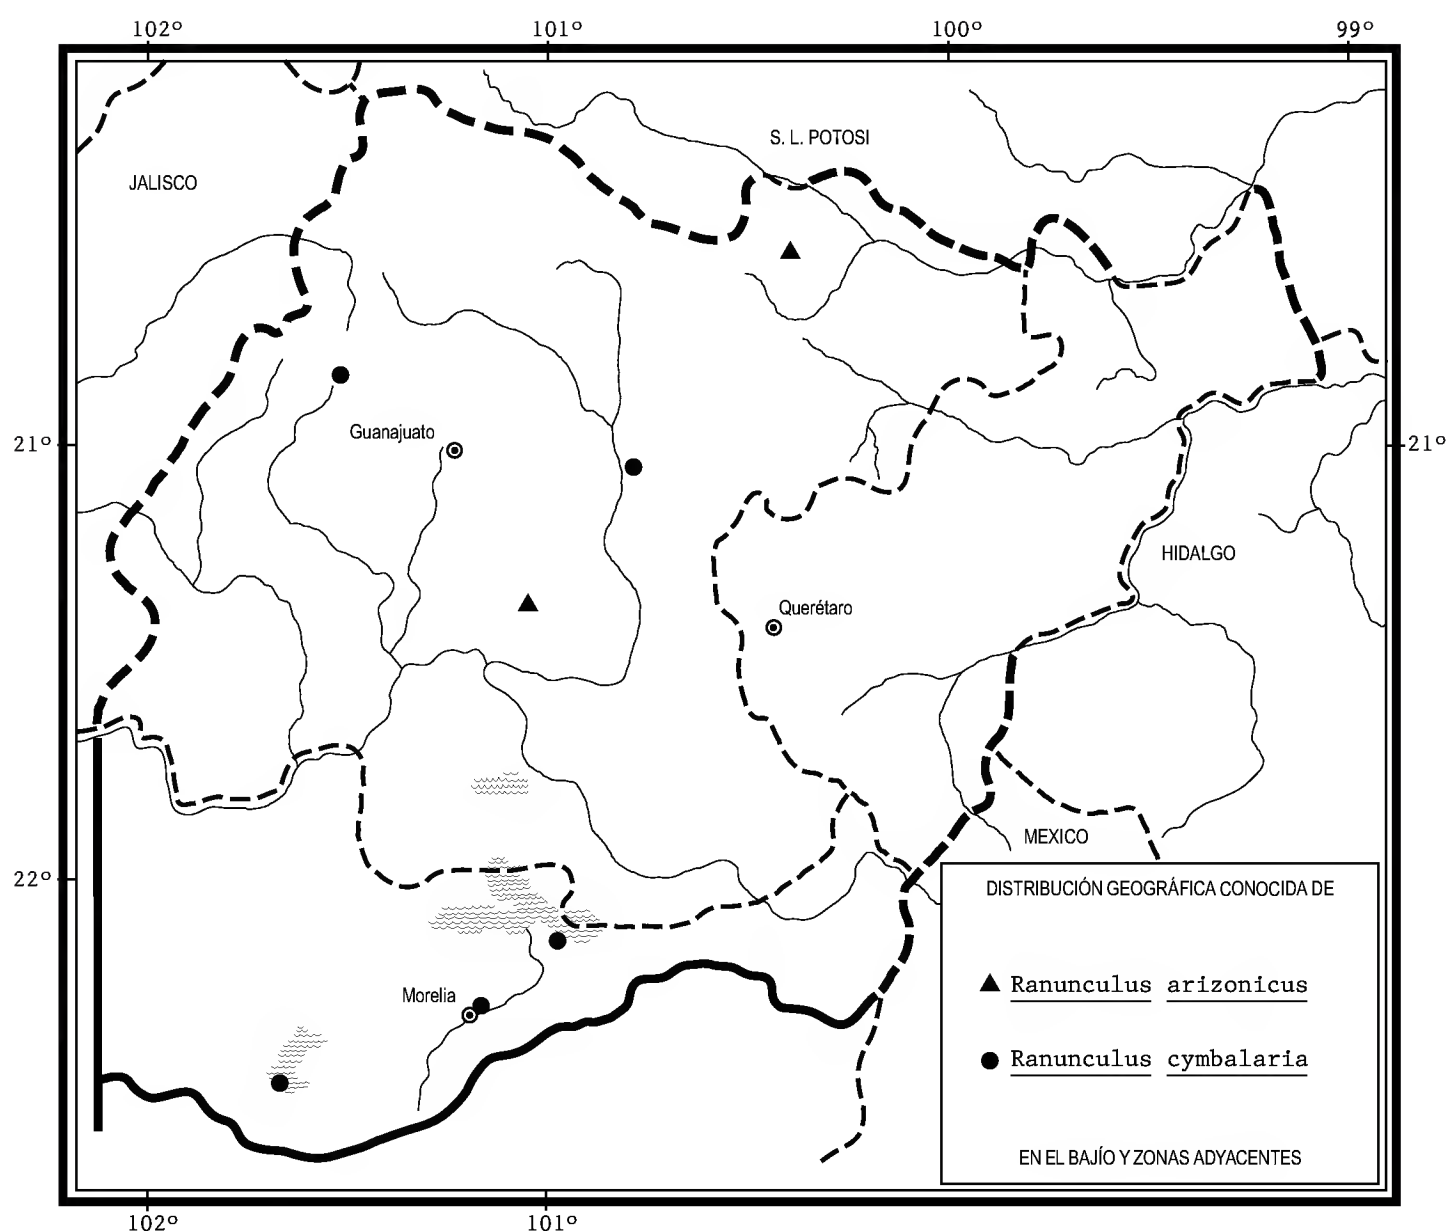 102º 101º 100º 99º
S. L. POTOSI
JALISCO
Guanajuato
21º 21º
HIDALGO
Querétaro
MEXICO
22º
DISTRIBUCIÓN GEOGRÁFICA CONOCIDA DE
Ranunculus arizonicus
Morelia
Ranunculus cymbalaria
EN EL BAJÍO Y ZONAS ADYACENTES
102º 101º